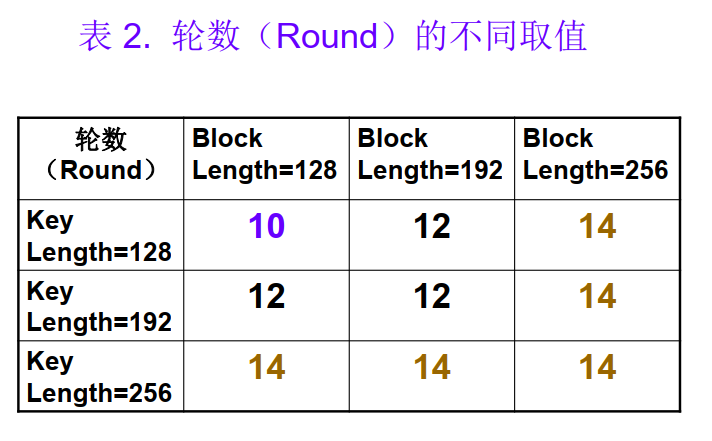 表 2. 轮数（Round）的不同取值
轮数
（Round）
Block
Length=128
Block
Length=192
Block
Length=256
Key
Length=128
10
12
14
Key
Length=192
12
12
14
Key
Length=256
14
14
14